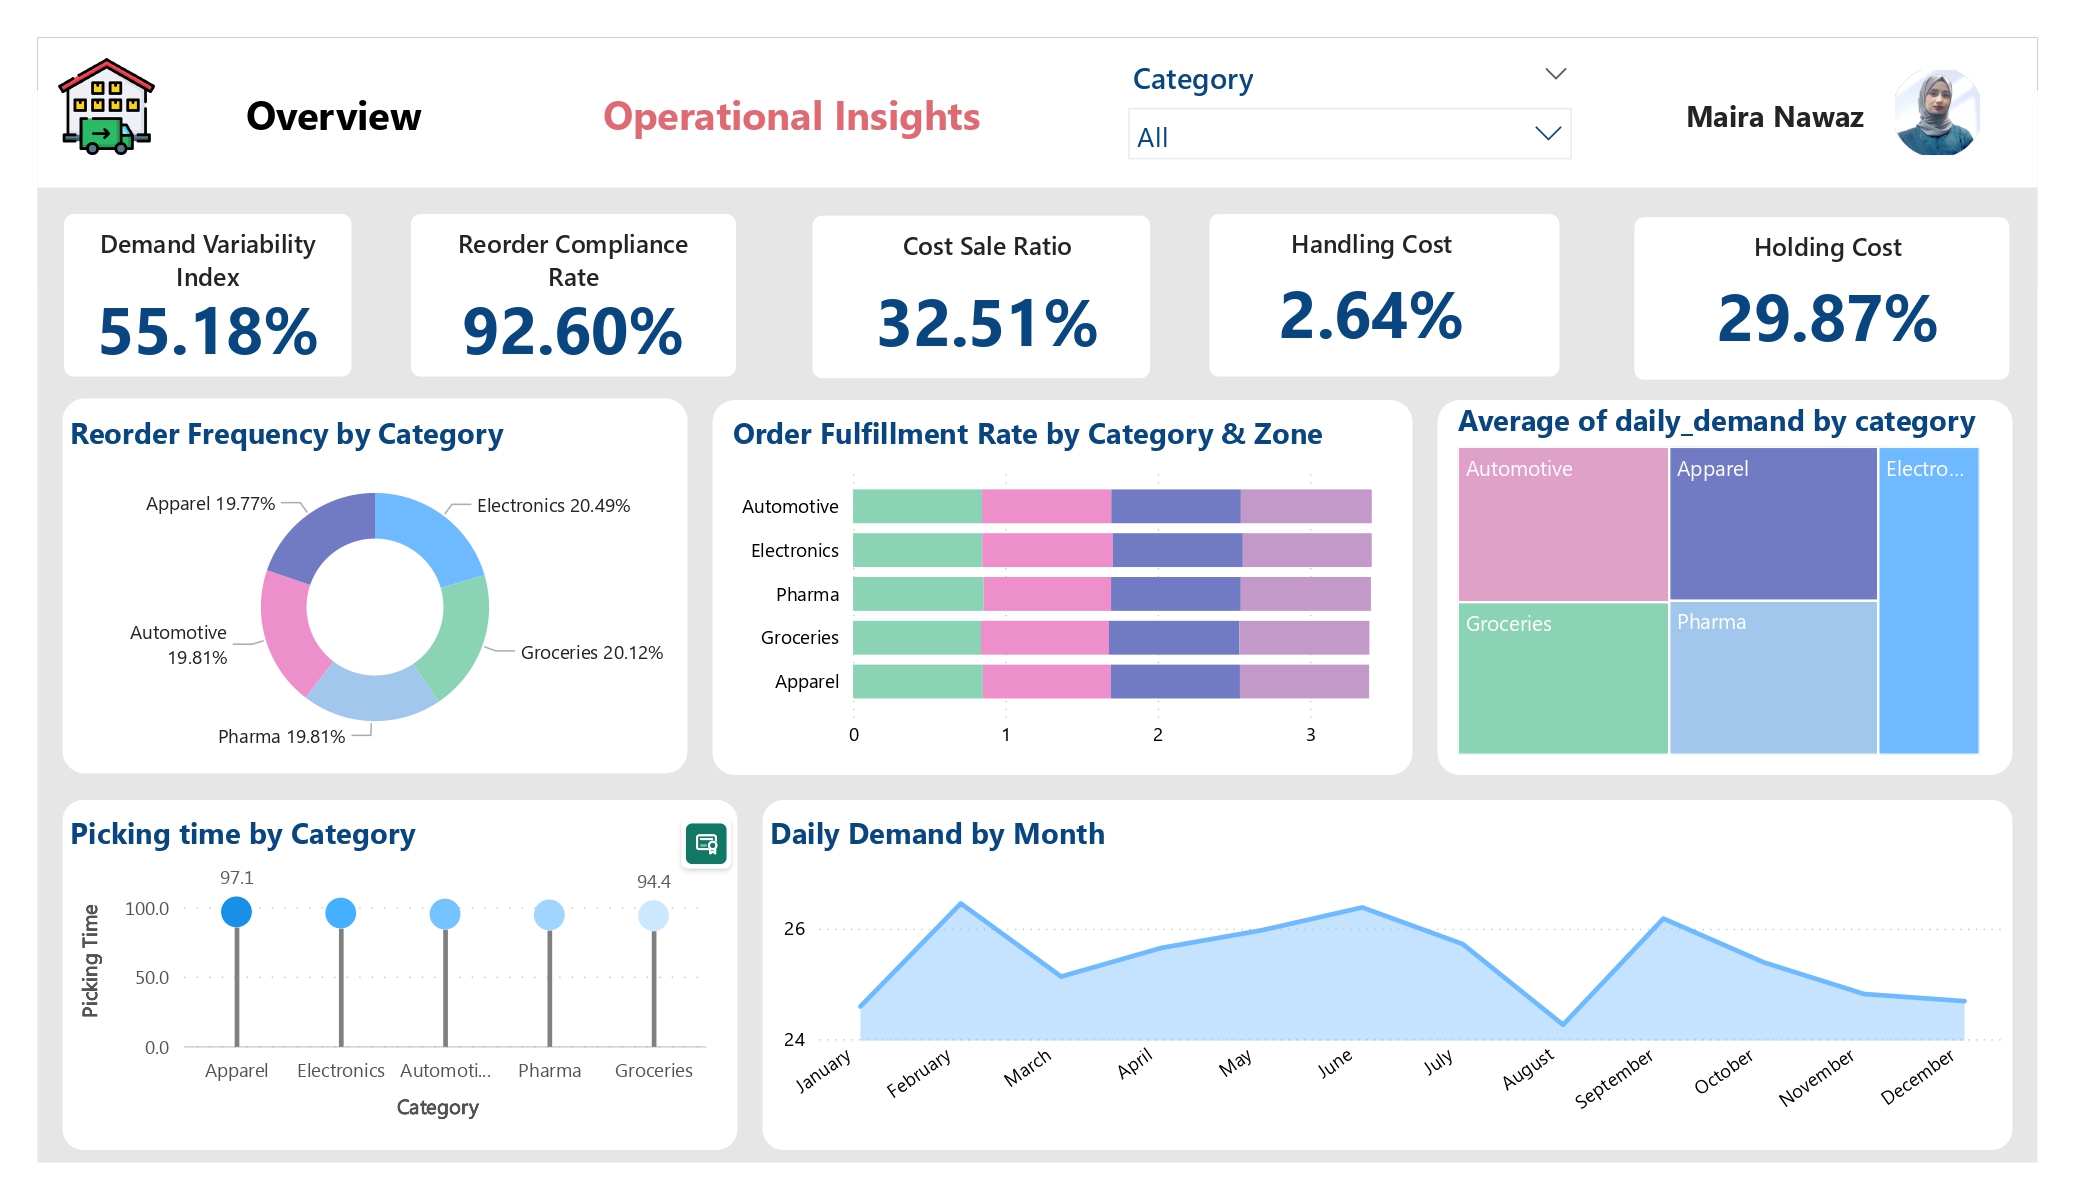 Overview
Operational Insights
Category
All
Maira Nawaz
Demand Variability
Index
55.18%
Reorder Compliance
Rate
92.60%
Cost Sale Ratio
32.51%
Handling Cost
2.64%
Holding Cost
29.87%
Reorder Frequency by Category
Apparel 19.77%
Electronics 20.49%
Automotive
19.81%
Groceries 20.12%
Pharma 19.81%
Order Fulfillment Rate by Category & Zone
Automotive
Electronics
Pharma
Groceries
Apparel
0 1 2 3
Average of daily_demand by category
Automotive
Apparel
Electro...
Groceries
Pharma
Picking time by Category
97.1
94.4
Picking Time
100.0
50.0
0.0
Apparel Electronics Automoti... Pharma Groceries
Category
Daily Demand by Month
26
24
January February March April May June July August September October November December